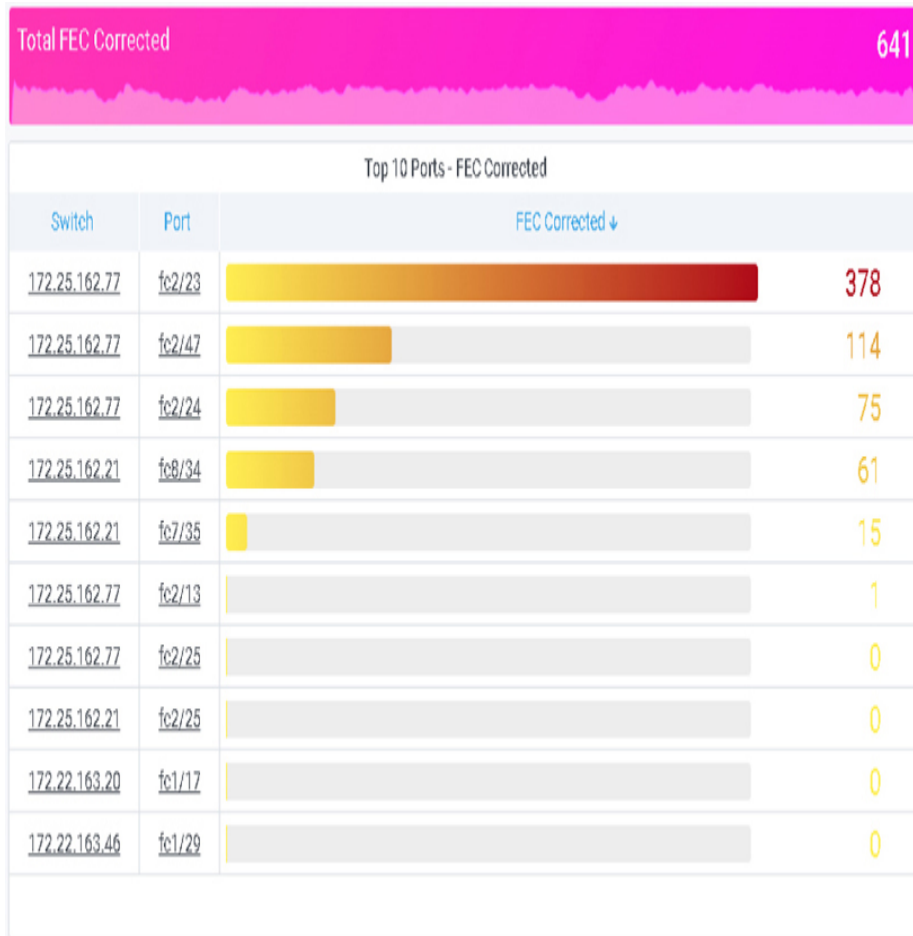 Total FEC Corrected 641
Top 10 Ports - FEC Corrected
Switch Port FEC Corrected ↓
172.25.162.77 fc2/23 378
172.25.162.77 fc2/47 114
172.25.162.77 fc2/24 75
172.25.162.21 fc8/34 61
172.25.162.21 fc7/35 15
172.25.162.77 fc2/13 1
172.25.162.77 fc2/25 0
172.25.162.21 fc2/25 0
172.22.163.20 fc1/17 0
172.22.163.46 fc1/29 0